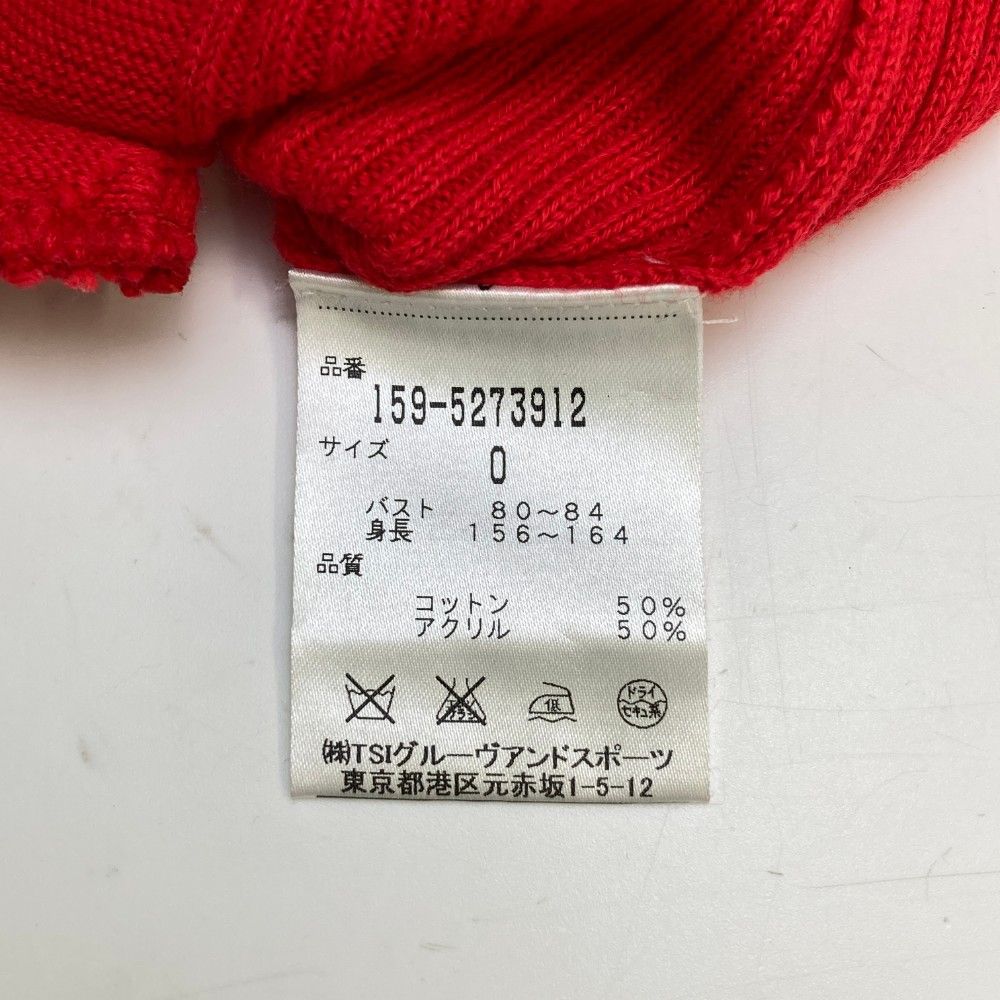 品番
159-5273912
サイズ
0
バスト 80～84
身長 156～164
品質
コットン 50%
アクリル 50%
低
ドライ
セキユ系
㈱TSIグルーヴアンドスポーツ
東京都港区元赤坂1-5-12